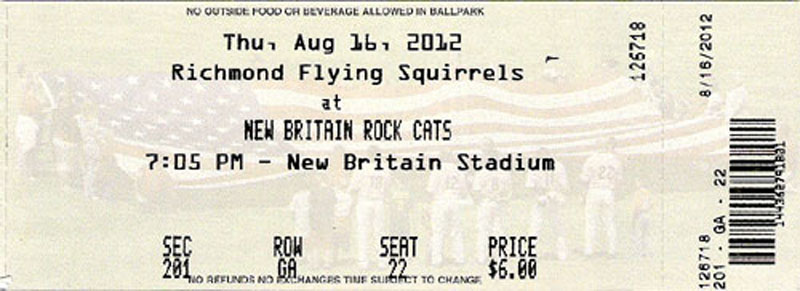 NO OUTSIDE FOOD OR BEVERAGE ALLOWED IN BALLPARK
Thu, Aug 16, 2012
Richmond Flying Squirrels
at
NEW BRITAIN ROCK CATS
7:05 PM - New Britain Stadium
SEC ROW SEAT PRICE
201 GA 22 $6.00
NO REFUNDS NO EXCHANGES TIME SUBJECT TO CHANGE
126718
8/16/2012
126718
201 - GA - 22